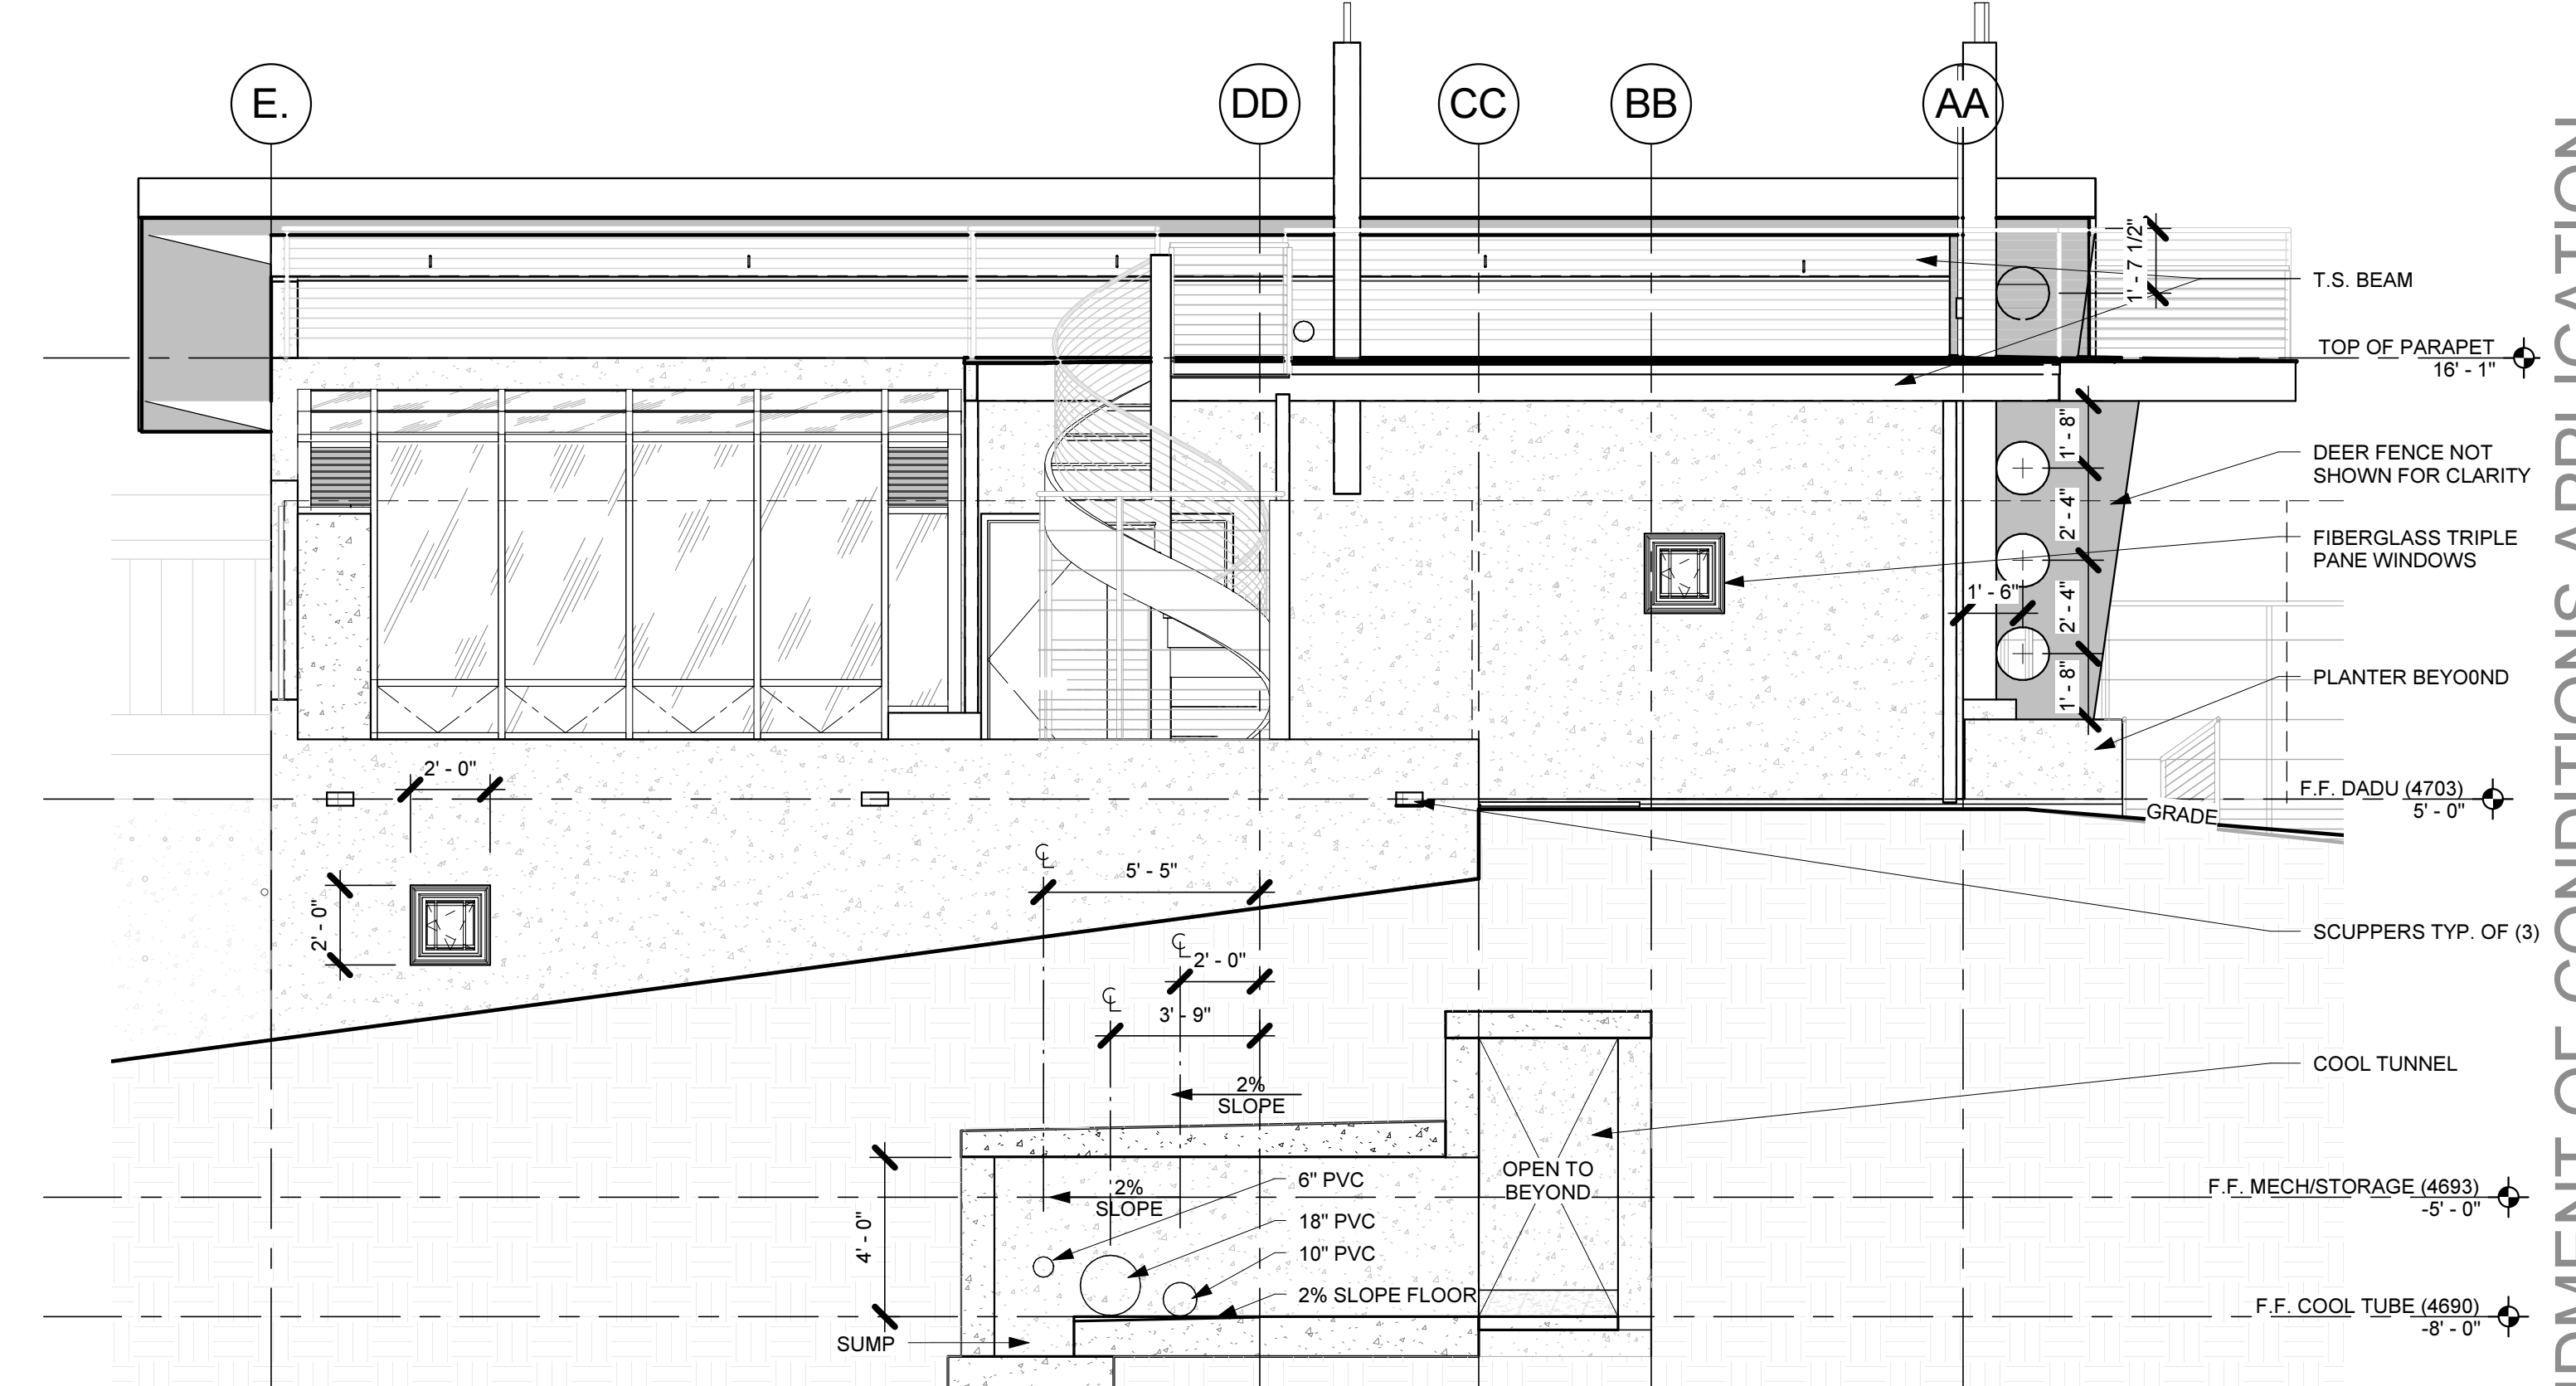 E.
DD
CC
BB
AA
1' - 7 1/2"
T.S. BEAM
TOP OF PARAPET
16' - 1"
1' - 8"
DEER FENCE NOT
SHOWN FOR CLARITY
2' - 4"
FIBERGLASS TRIPLE
PANE WINDOWS
1' - 6"
2' - 4"
PLANTER BEYO0ND
1' - 8"
2' - 0"
F.F. DADU (4703)
5' - 0"
GRADE
℄
5' - 5"
2' - 0"
SCUPPERS TYP. OF (3)
℄
2' - 0"
℄
3' - 9"
COOL TUNNEL
2%
SLOPE
OPEN TO
BEYOND
6" PVC
2%
SLOPE
F.F. MECH/STORAGE (4693)
-5' - 0"
4' - 0"
18" PVC
10" PVC
2% SLOPE FLOOR
F.F. COOL TUBE (4690)
-8' - 0"
SUMP
OF CONDITIONS APPLICATION